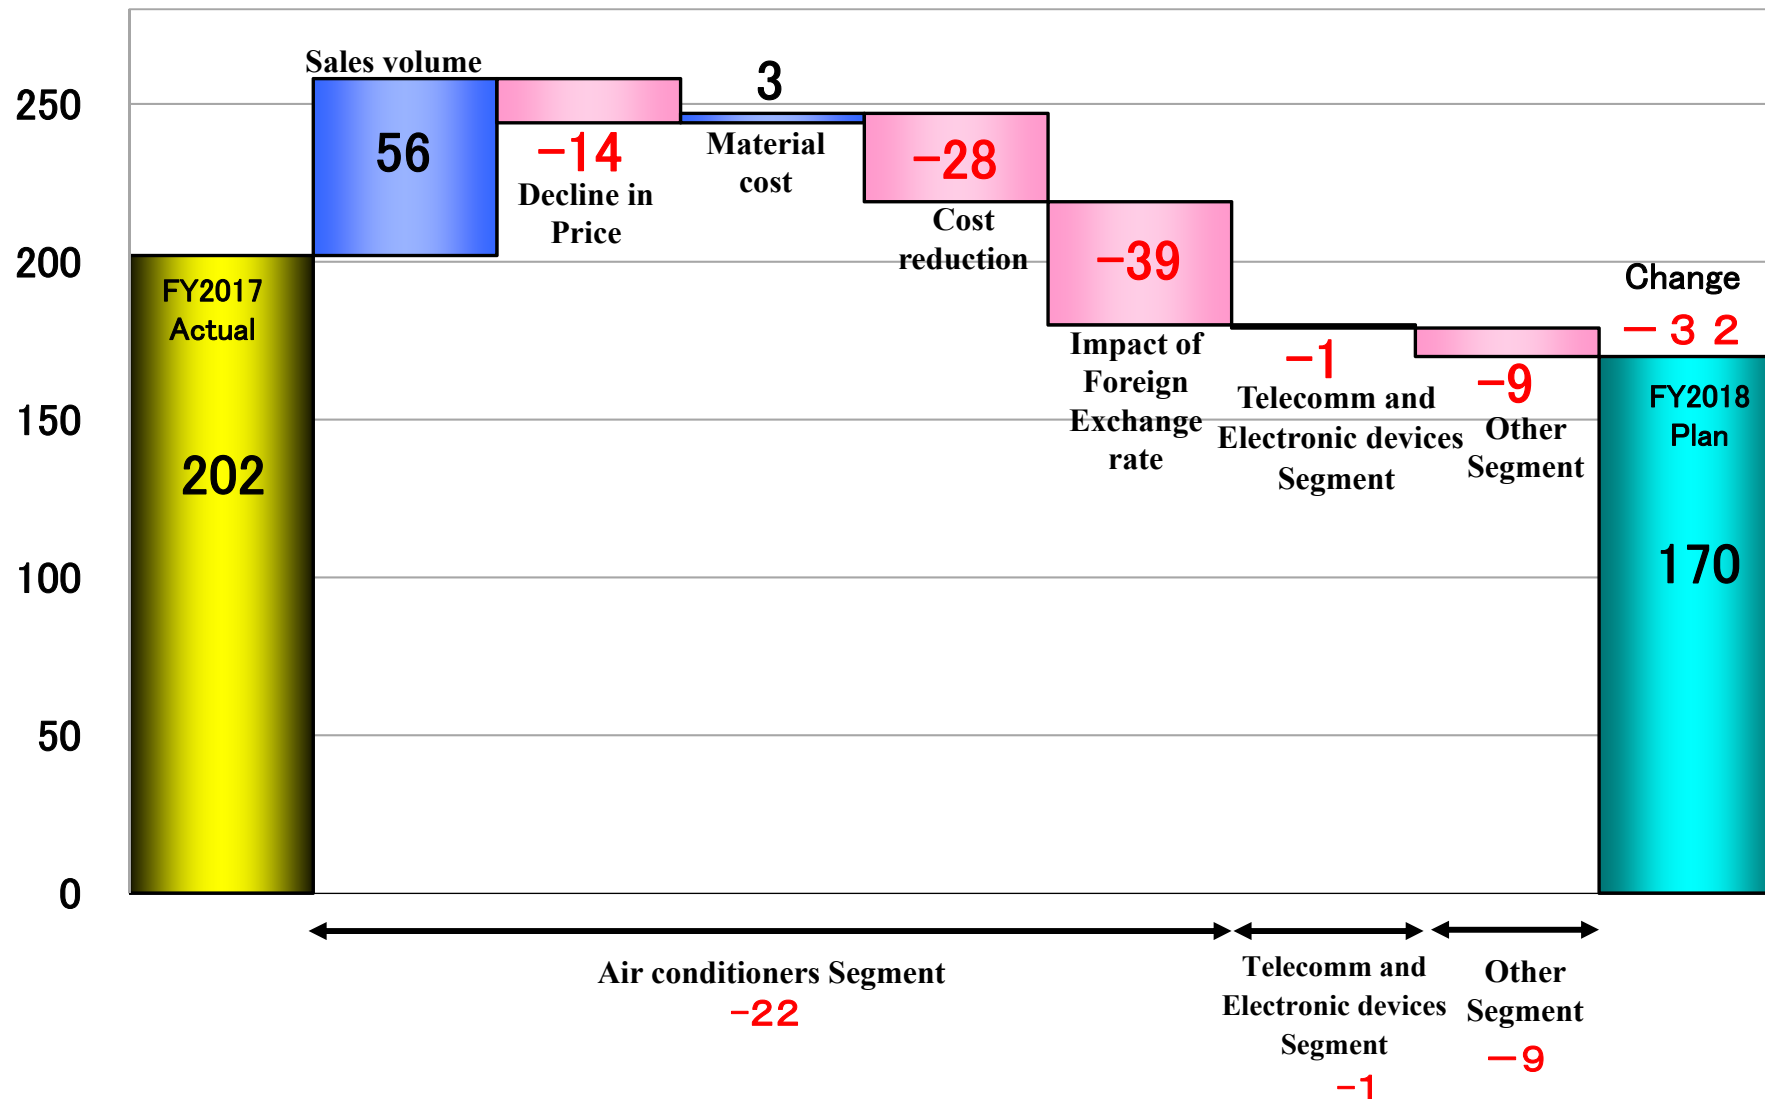 250
200
150
100
50
0
FY2017
Actual
202
Sales volume
56
−14
Decline in
Price
3
Material
cost
−28
Cost
reduction
−39
Impact of
Foreign
Exchange
rate
−1
Telecomm and
Electronic devices
Segment
−9
Other
Segment
Change
−３２
FY2018
Plan
170
Air conditioners Segment
-22
Telecomm and
Electronic devices
Segment
-1
Other
Segment
−9